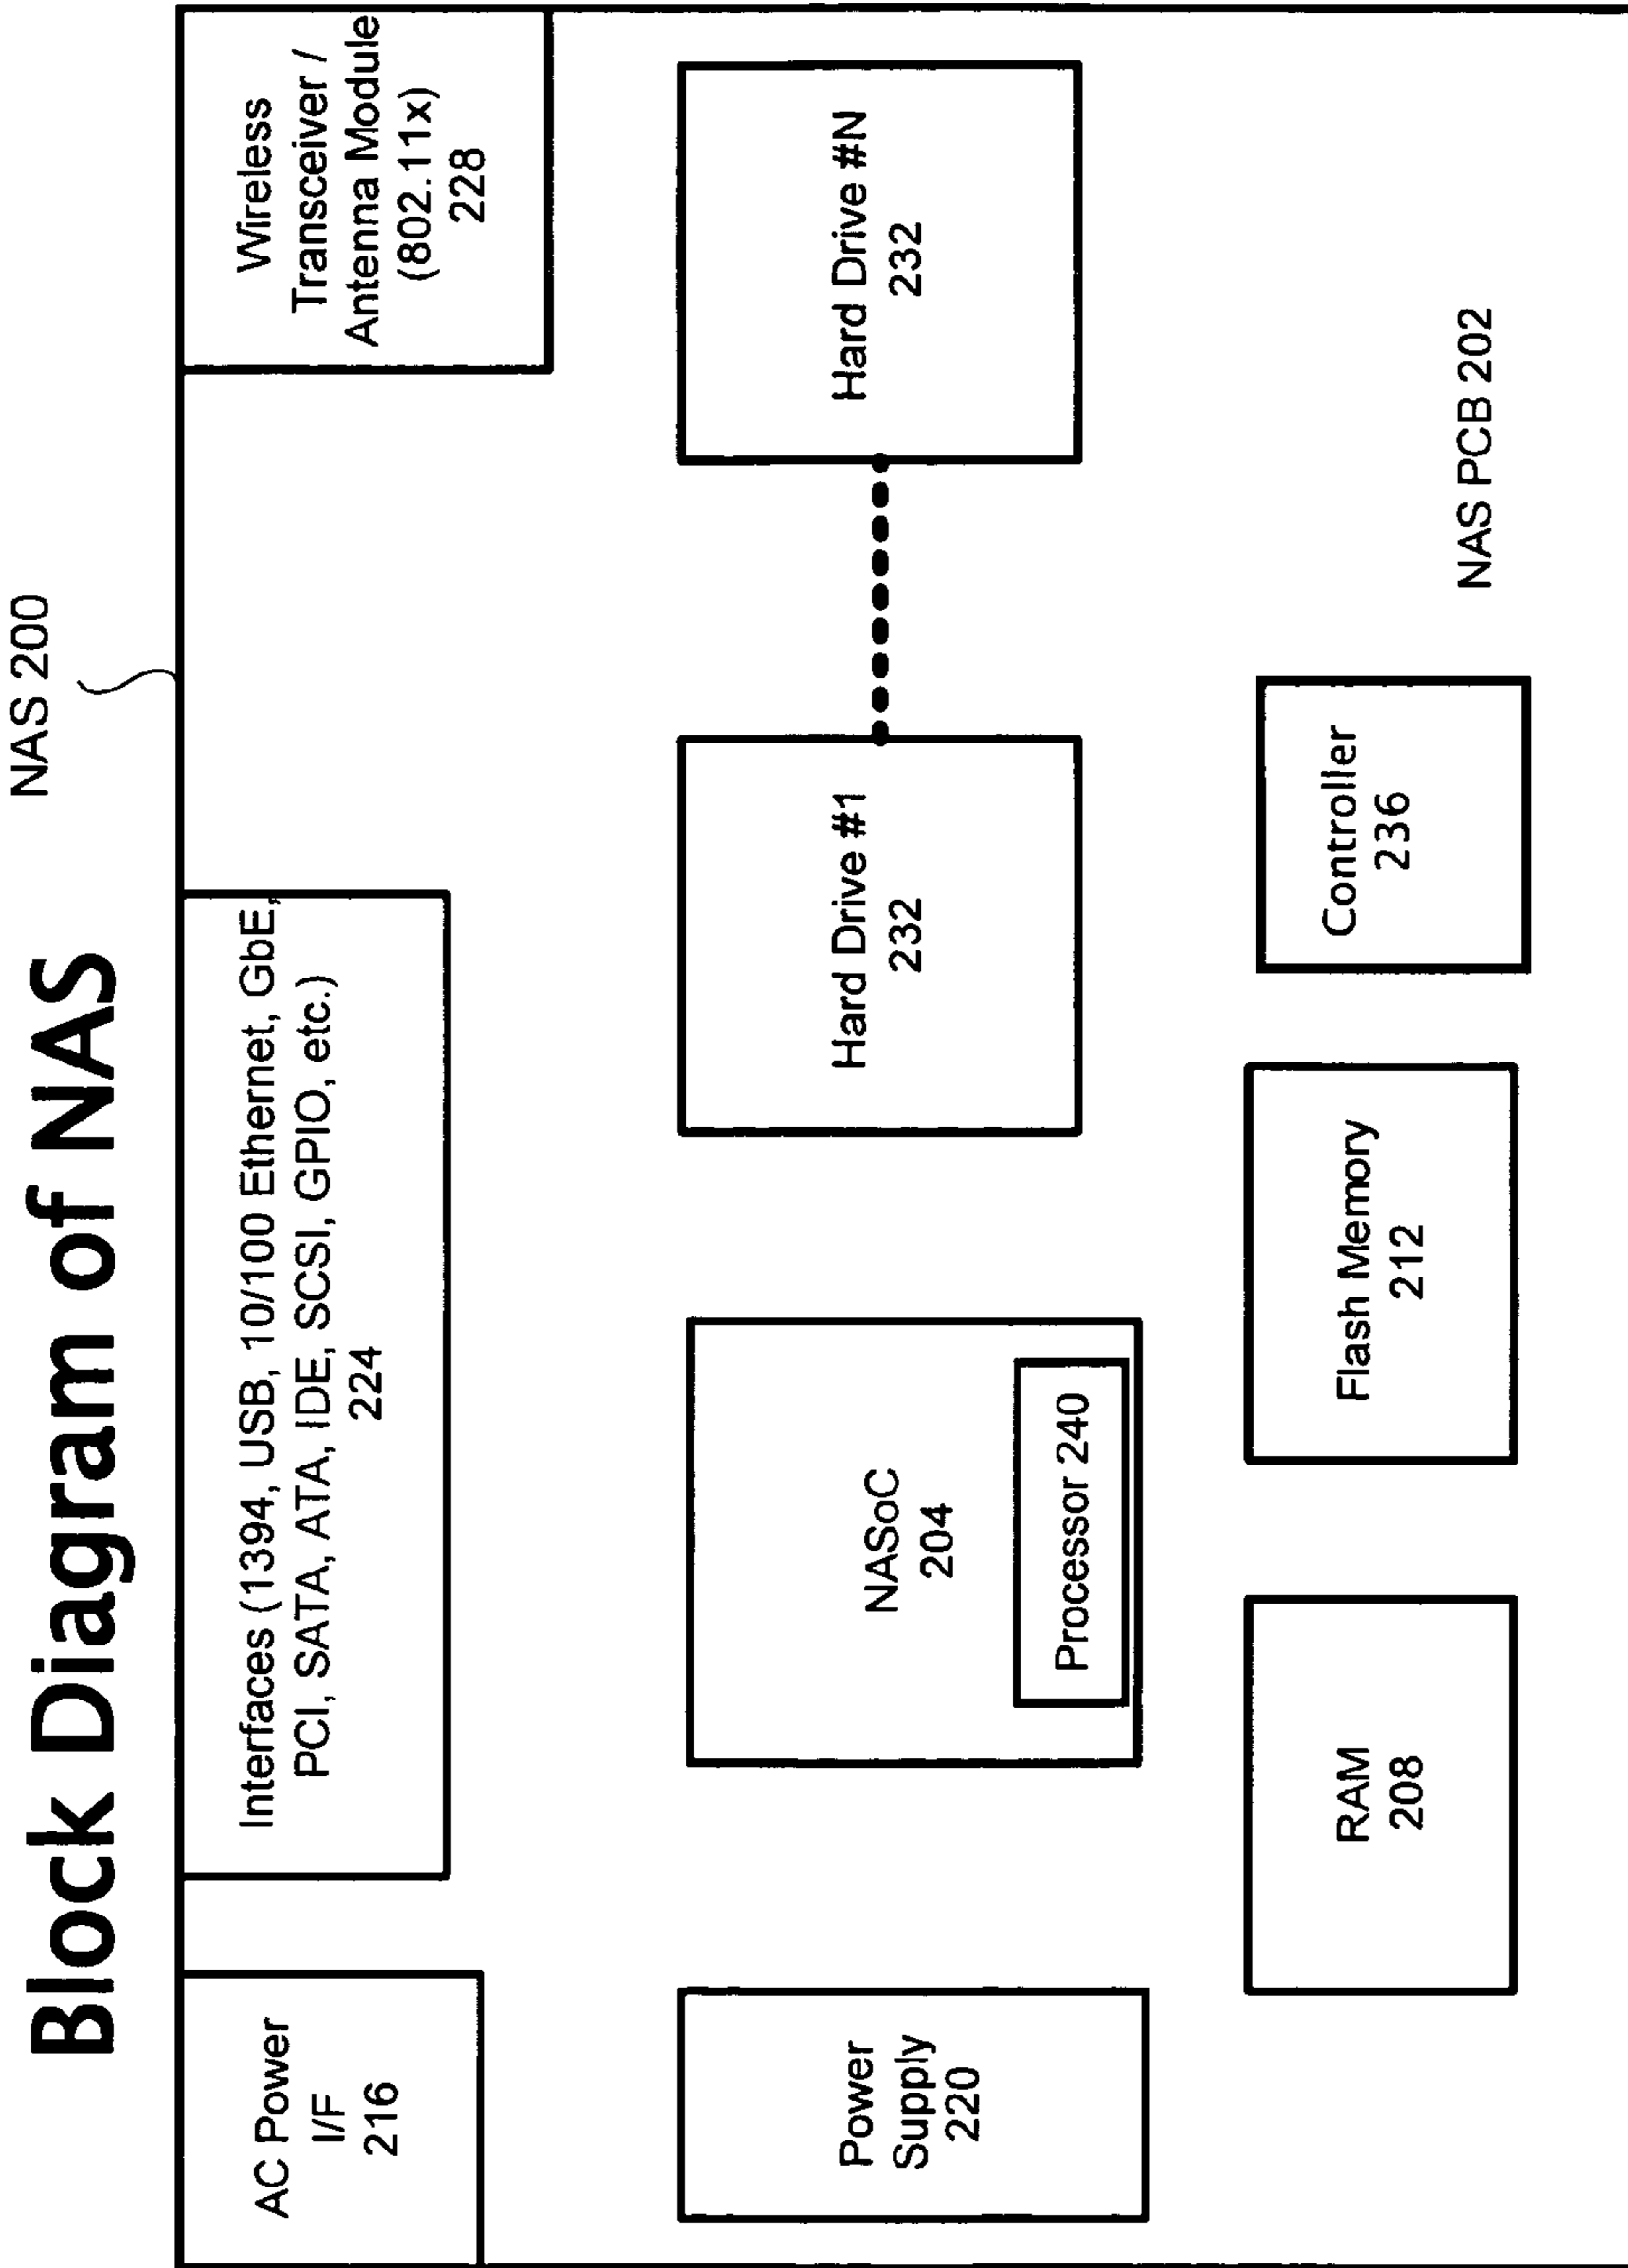 Block Diagram of NAS
NAS 200
AC Power
I/F
216
Interfaces (1394, USB, 10/100 Ethernet, GbE,
PCI, SATA, ATA, IDE, SCSI, GPIO, etc.)
224
Wireless
Transceiver /
Antenna Module
(802.11x)
228
Power
Supply
220
NASoC
204
Processor 240
Hard Drive #1
232
Hard Drive #N
232
RAM
208
Flash Memory
212
Controller
236
NAS PCB 202